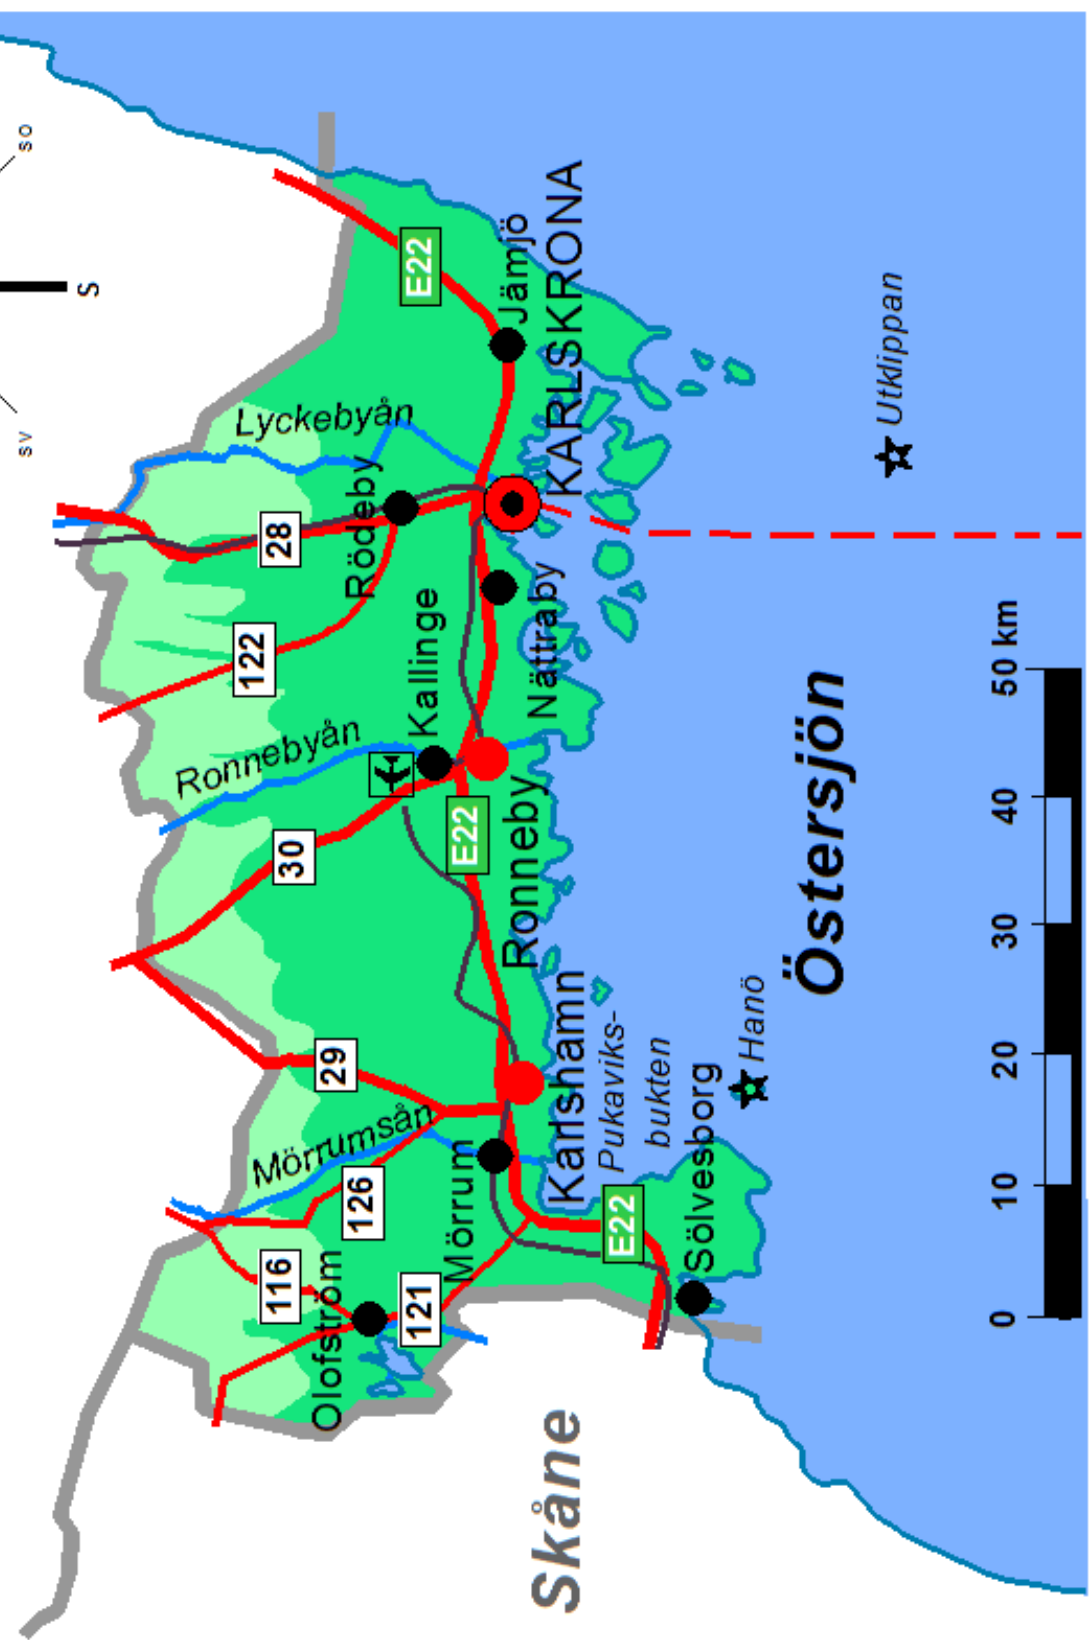 sv
so
S
Lyckebyån
E22
28
Rödeby
Jämjö
122
KARLSKRONA
Ronnebyån
Kallinge
Nättraby
30
E22
Ronneby
29
Mörrumsån
126
116
Olofström
121
Mörrum
Karlshamn
Pukaviks-
bukten
E22
Sölvesborg
Hanö
Utklippan
Skåne
Östersjön
0 10 20 30 40 50 km